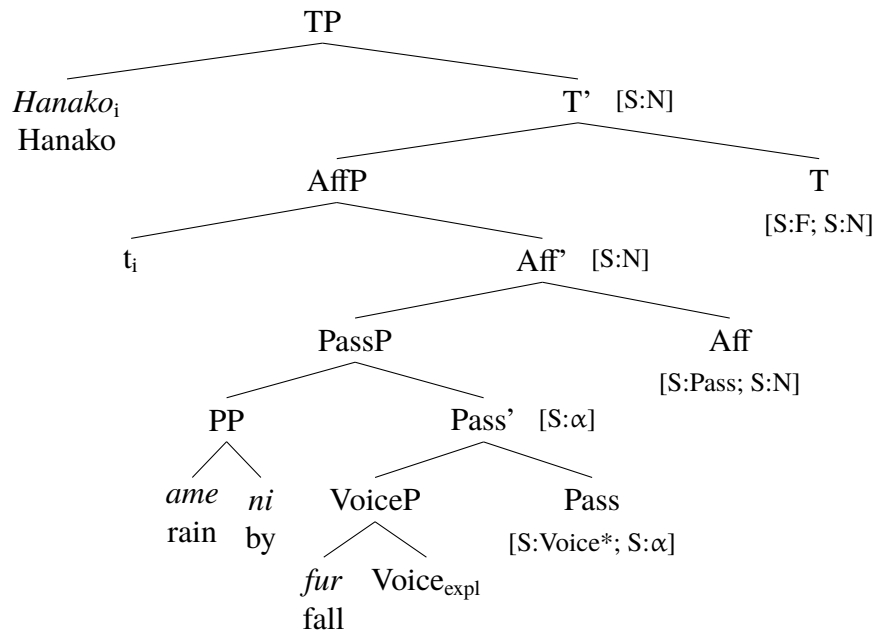 TP
Hanakoᵢ T’ [S:N]
Hanako
AffP T
[S:F; S:N]
tᵢ Aff’ [S:N]
PassP Aff
[S:Pass; S:N]
PP Pass’ [S:α]
ame ni VoiceP Pass
rain by [S:Voice*; S:α]
fur Voiceₑₓₚₗ
fall